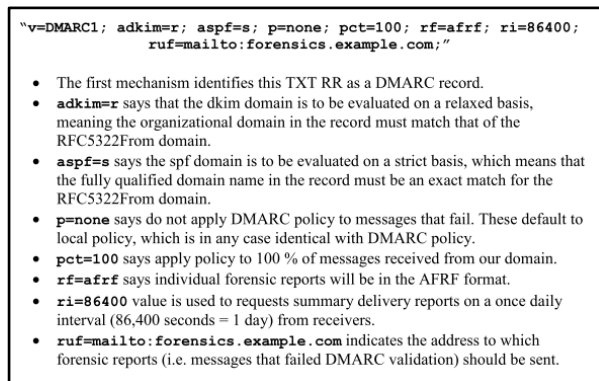 “v=DMARC1; adkim=r; aspf=s; p=none; pct=100; rf=afrf; ri=86400;
ruf=mailto:forensics.example.com;”
• The first mechanism identifies this TXT RR as a DMARC record.
• adkim=r says that the dkim domain is to be evaluated on a relaxed basis,
meaning the organizational domain in the record must match that of the
RFC5322From domain.
• aspf=s says the spf domain is to be evaluated on a strict basis, which means that
the fully qualified domain name in the record must be an exact match for the
RFC5322From domain.
• p=none says do not apply DMARC policy to messages that fail. These default to
local policy, which is in any case identical with DMARC policy.
• pct=100 says apply policy to 100 % of messages received from our domain.
• rf=afrf says individual forensic reports will be in the AFRF format.
• ri=86400 value is used to requests summary delivery reports on a once daily
interval (86,400 seconds = 1 day) from receivers.
• ruf=mailto:forensics.example.com indicates the address to which
forensic reports (i.e. messages that failed DMARC validation) should be sent.